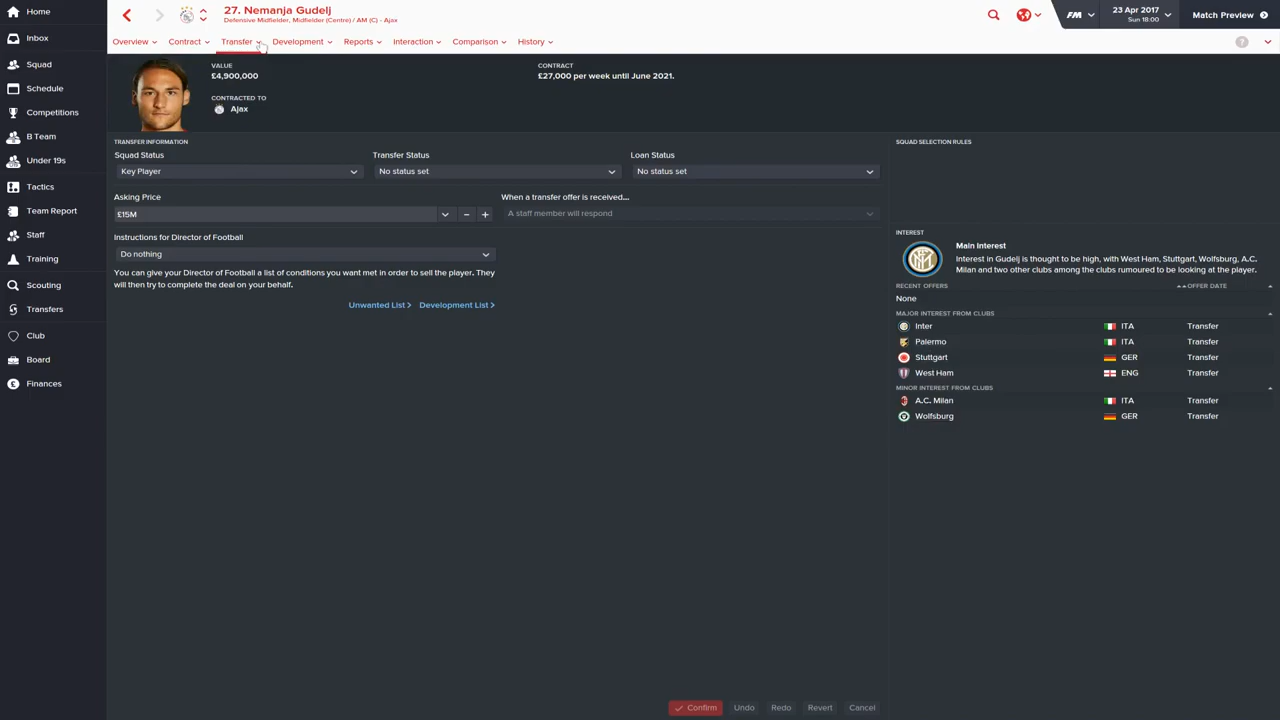 Home
Inbox
Squad
Schedule
Competitions
B Team
Under 19s
Tactics
Team Report
Staff
Training
Scouting
Transfers
Club
Board
Finances
27. Nemanja Gudelj
Defensive Midfielder, Midfielder (Centre) / AM (C) - Ajax
FM
23 Apr 2017
Sun 18:00
Match Preview
Overview
Contract
Transfer
Development
Reports
Interaction
Comparison
History
?
VALUE
£4,900,000
CONTRACTED TO
Ajax
CONTRACT
£27,000 per week until June 2021.
TRANSFER INFORMATION
Squad Status
Key Player
Transfer Status
No status set
Loan Status
No status set
Asking Price
£15M
When a transfer offer is received...
A staff member will respond
Instructions for Director of Football
Do nothing
You can give your Director of Football a list of conditions you want met in order to sell the player. They
will then try to complete the deal on your behalf.
Unwanted List >
Development List >
SQUAD SELECTION RULES
INTEREST
Main Interest
Interest in Gudelj is thought to be high, with West Ham, Stuttgart, Wolfsburg, A.C.
Milan and two other clubs among the clubs rumoured to be looking at the player.
RECENT OFFERS
OFFER DATE
None
MAJOR INTEREST FROM CLUBS
Inter ITA Transfer
Palermo ITA Transfer
Stuttgart GER Transfer
West Ham ENG Transfer
MINOR INTEREST FROM CLUBS
A.C. Milan ITA Transfer
Wolfsburg GER Transfer
Confirm
Undo
Redo
Revert
Cancel